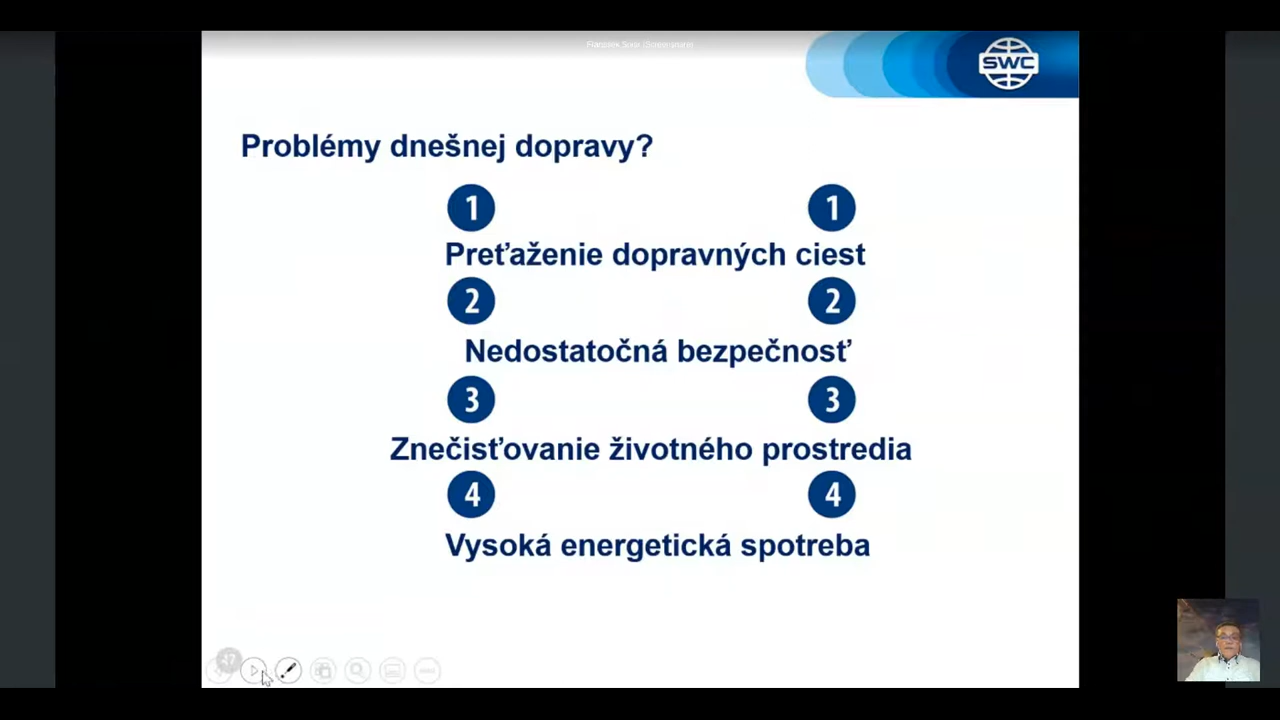 SWC
Problémy dnešnej dopravy?
1 1
Preťaženie dopravných ciest
2 2
Nedostatočná bezpečnosť
3 3
Znečisťovanie životného prostredia
4 4
Vysoká energetická spotreba